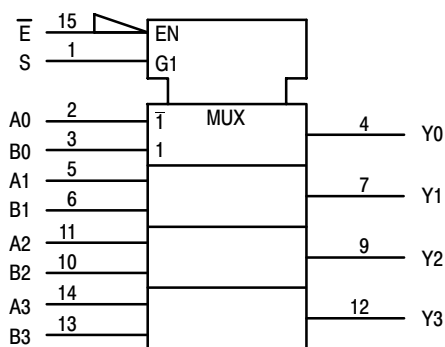 E̅ 15 EN
S 1 G1
MUX
A0 2 1̅
B0 3 1
4 Y0
A1 5
B1 6
7 Y1
A2 11
B2 10
9 Y2
A3 14
B3 13
12 Y3